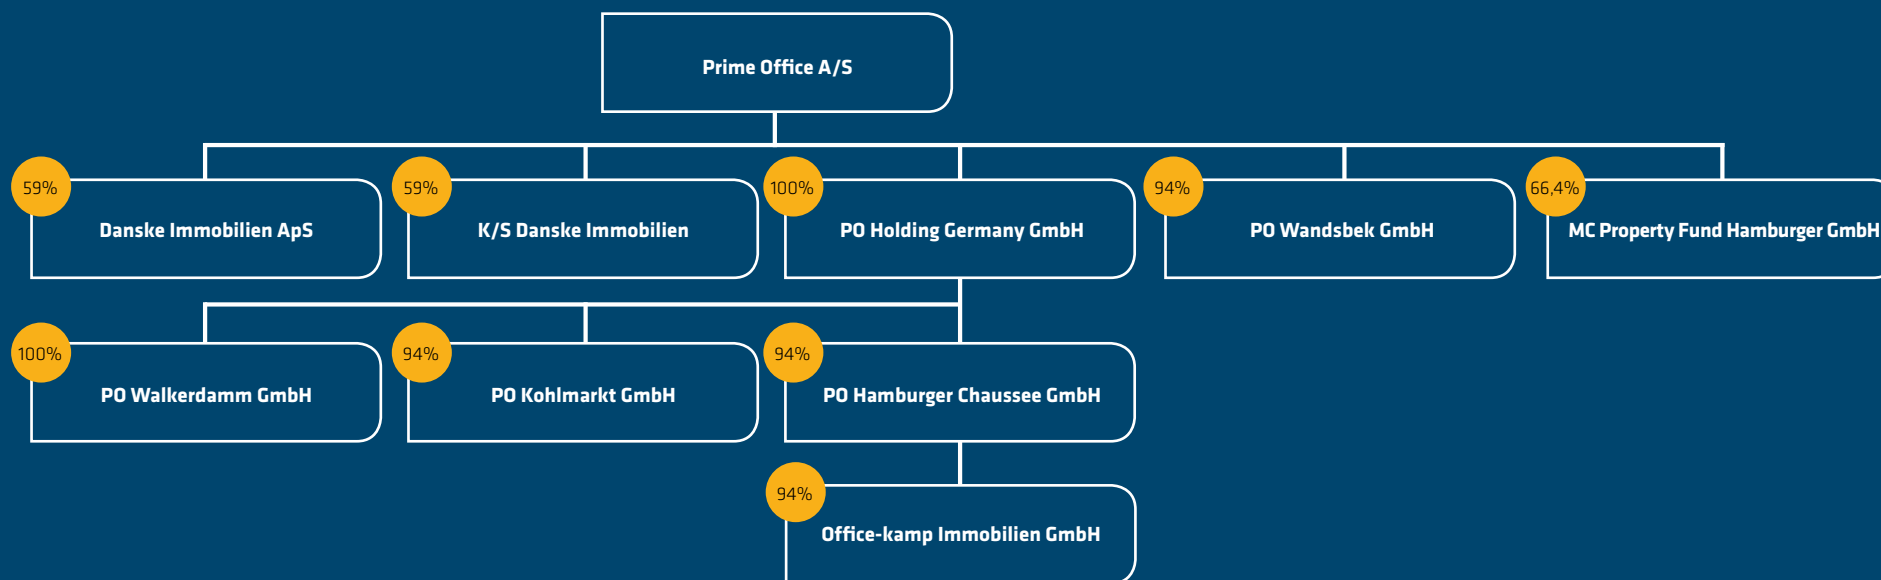 Prime Office A/S
59%
Danske Immobilien ApS
59%
K/S Danske Immobilien
100%
PO Holding Germany GmbH
94%
PO Wandsbek GmbH
66,4%
MC Property Fund Hamburger GmbH
100%
PO Walkerdamm GmbH
94%
PO Kohlmarkt GmbH
94%
PO Hamburger Chaussee GmbH
94%
Office-kamp Immobilien GmbH